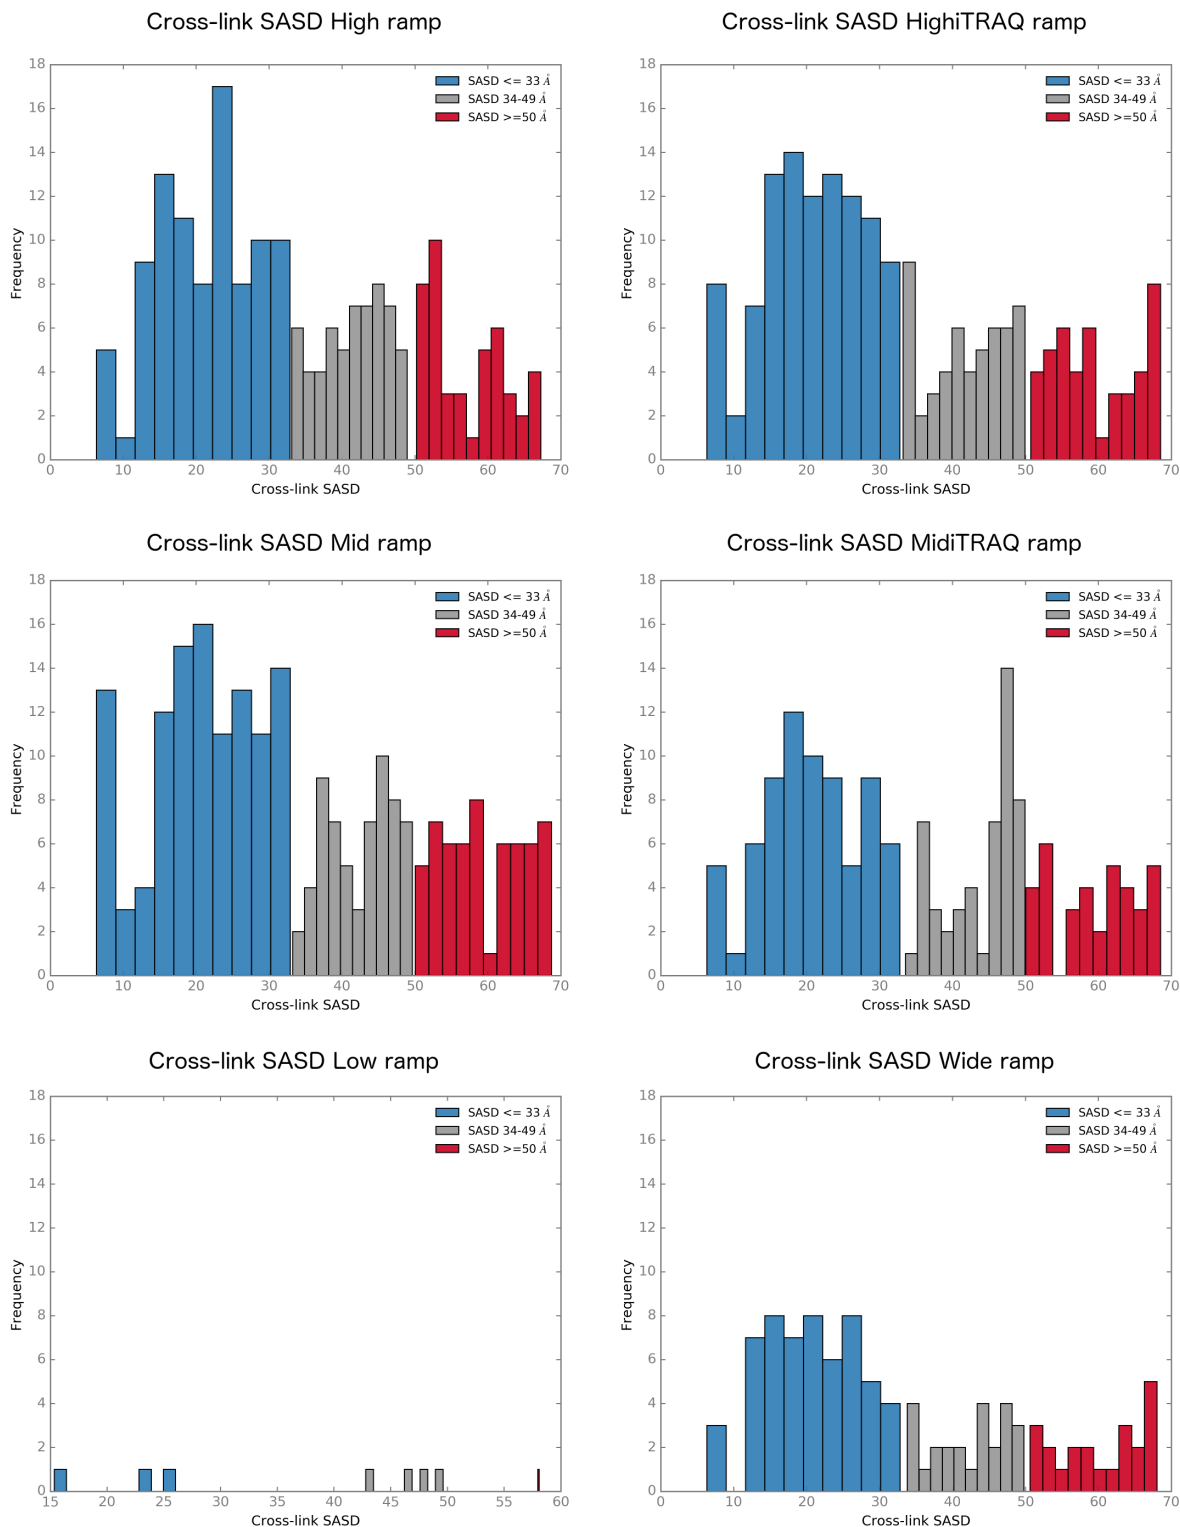 Cross-link SASD High ramp
18
16
14
12
10
8
6
4
2
0
Frequency
SASD <= 33 Å
SASD 34-49 Å
SASD >=50 Å
0 10 20 30 40 50 60 70
Cross-link SASD
Cross-link SASD HighiTRAQ ramp
18
16
14
12
10
8
6
4
2
0
Frequency
SASD <= 33 Å
SASD 34-49 Å
SASD >=50 Å
0 10 20 30 40 50 60 70
Cross-link SASD
Cross-link SASD Mid ramp
18
16
14
12
10
8
6
4
2
0
Frequency
SASD <= 33 Å
SASD 34-49 Å
SASD >=50 Å
0 10 20 30 40 50 60 70
Cross-link SASD
Cross-link SASD MidiTRAQ ramp
18
16
14
12
10
8
6
4
2
0
Frequency
SASD <= 33 Å
SASD 34-49 Å
SASD >=50 Å
0 10 20 30 40 50 60 70
Cross-link SASD
Cross-link SASD Low ramp
18
16
14
12
10
8
6
4
2
0
Frequency
SASD <= 33 Å
SASD 34-49 Å
SASD >=50 Å
15 20 25 30 35 40 45 50 55 60
Cross-link SASD
Cross-link SASD Wide ramp
18
16
14
12
10
8
6
4
2
0
Frequency
SASD <= 33 Å
SASD 34-49 Å
SASD >=50 Å
0 10 20 30 40 50 60 70
Cross-link SASD